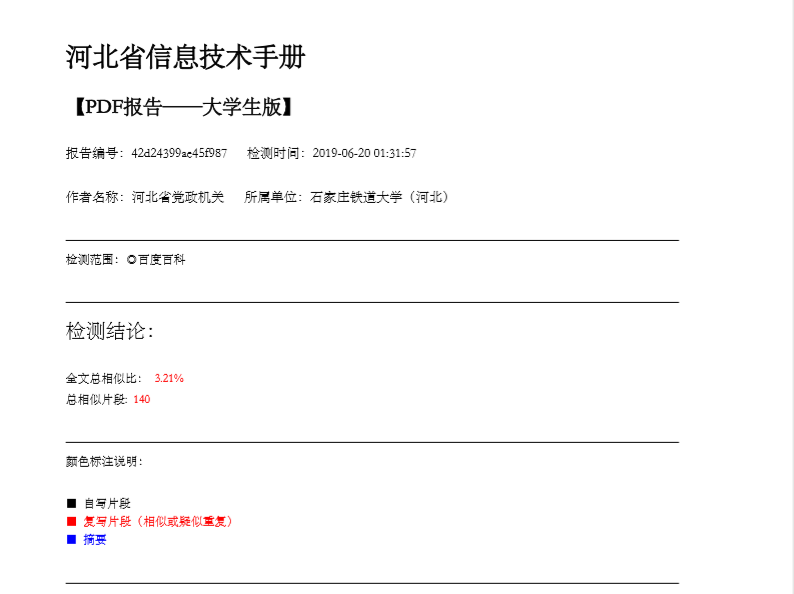 河北省信息技术手册
【PDF报告——大学生版】
报告编号：42d24399ae45f987 检测时间：2019-06-20 01:31:57
作者名称：河北省党政机关 所属单位：石家庄铁道大学（河北）
检测范围：◎百度百科
检测结论：
全文总相似比： 3.21%
总相似片段: 140
颜色标注说明：
■ 自写片段
■ 复写片段（相似或疑似重复）
■ 摘要